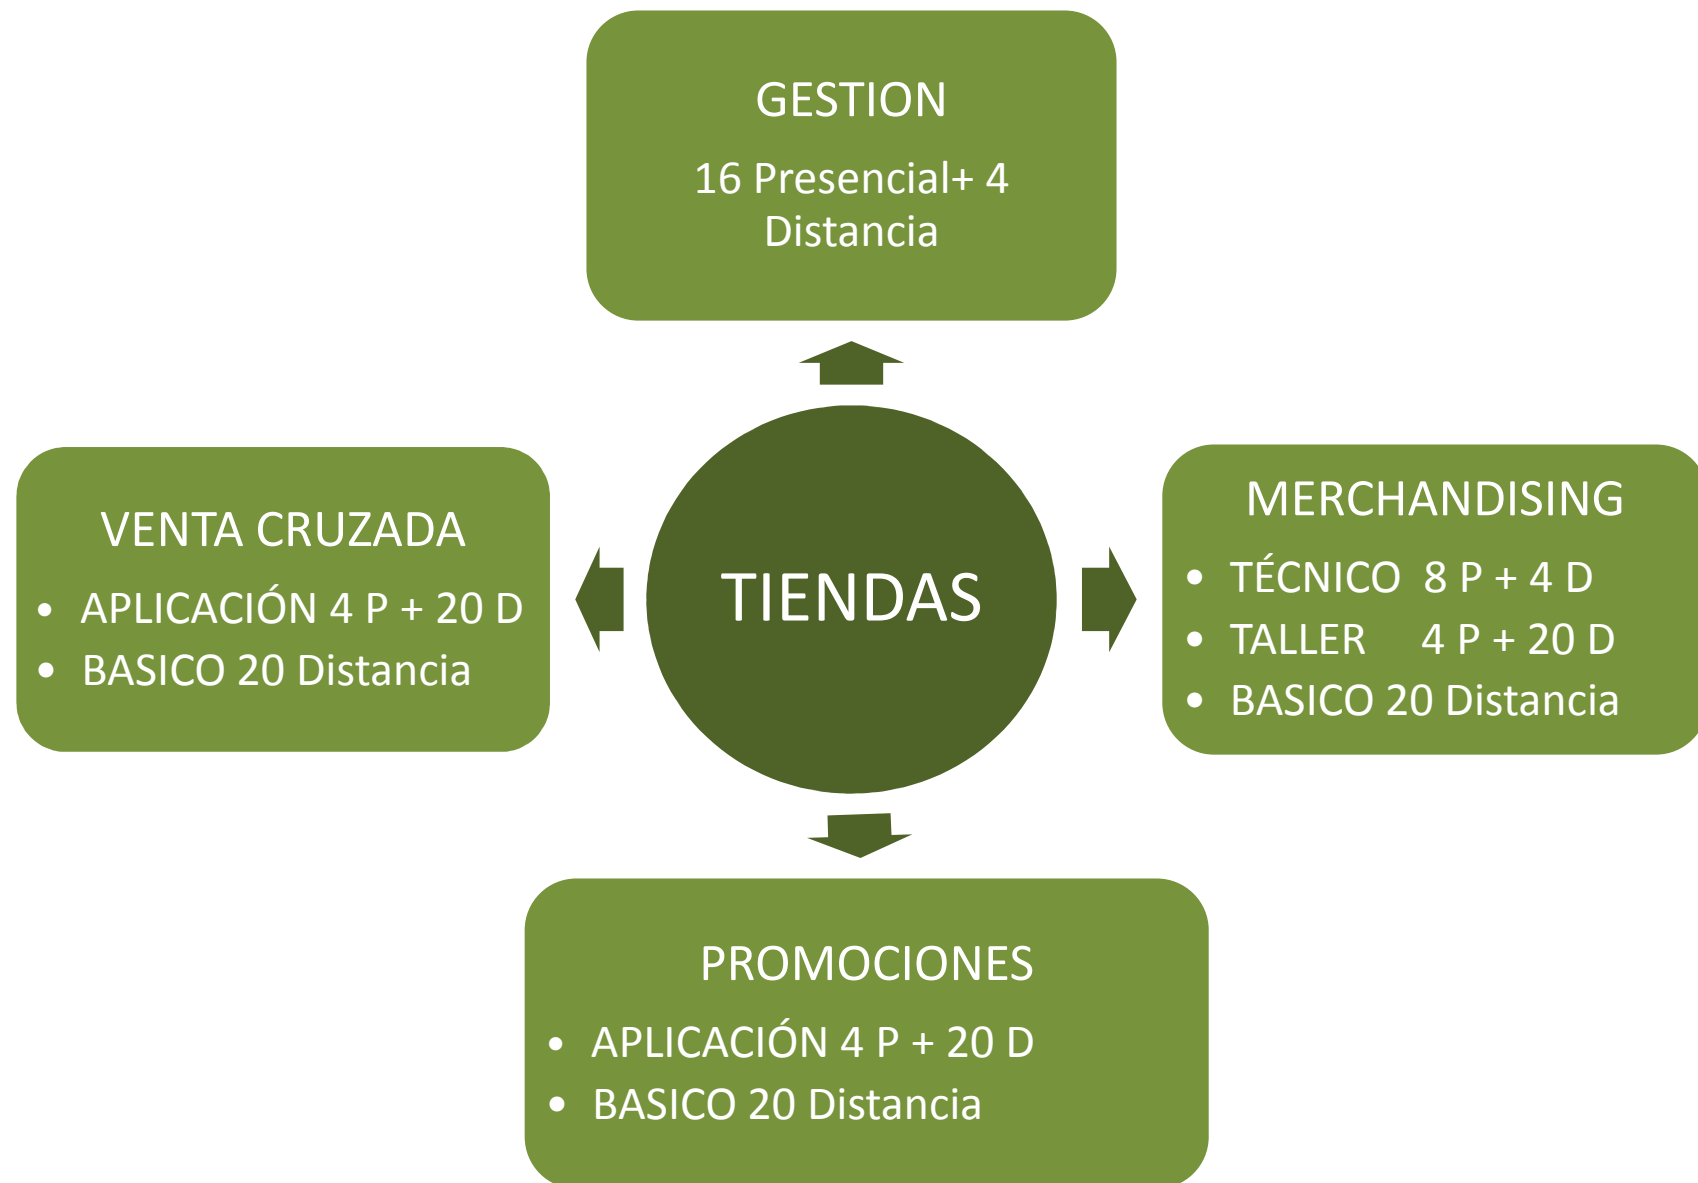 GESTION
16 Presencial+ 4
Distancia
VENTA CRUZADA
• APLICACIÓN 4 P + 20 D
• BASICO 20 Distancia
TIENDAS
MERCHANDISING
• TÉCNICO 8 P + 4 D
• TALLER 4 P + 20 D
• BASICO 20 Distancia
PROMOCIONES
• APLICACIÓN 4 P + 20 D
• BASICO 20 Distancia